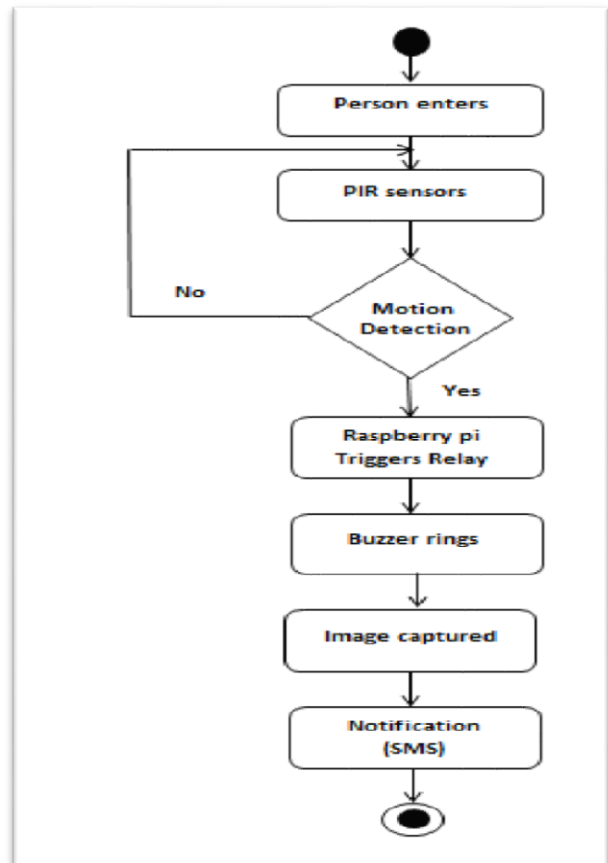 Person enters
PIR sensors
No
Motion
Detection
Yes
Raspberry pi
Triggers Relay
Buzzer rings
Image captured
Notification
(SMS)